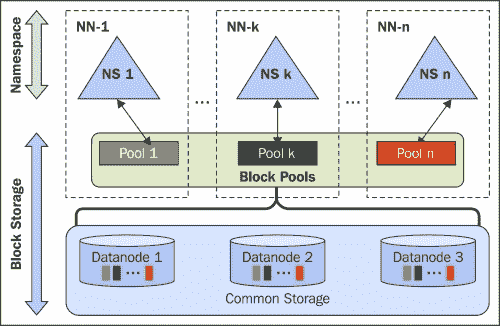 NN-1
NN-k
NN-n
Namespace
NS 1
NS k
NS n
...
...
Pool 1
Pool k
Pool n
Block Pools
Block Storage
Datanode 1
Datanode 2
Datanode 3
...
...
...
Common Storage